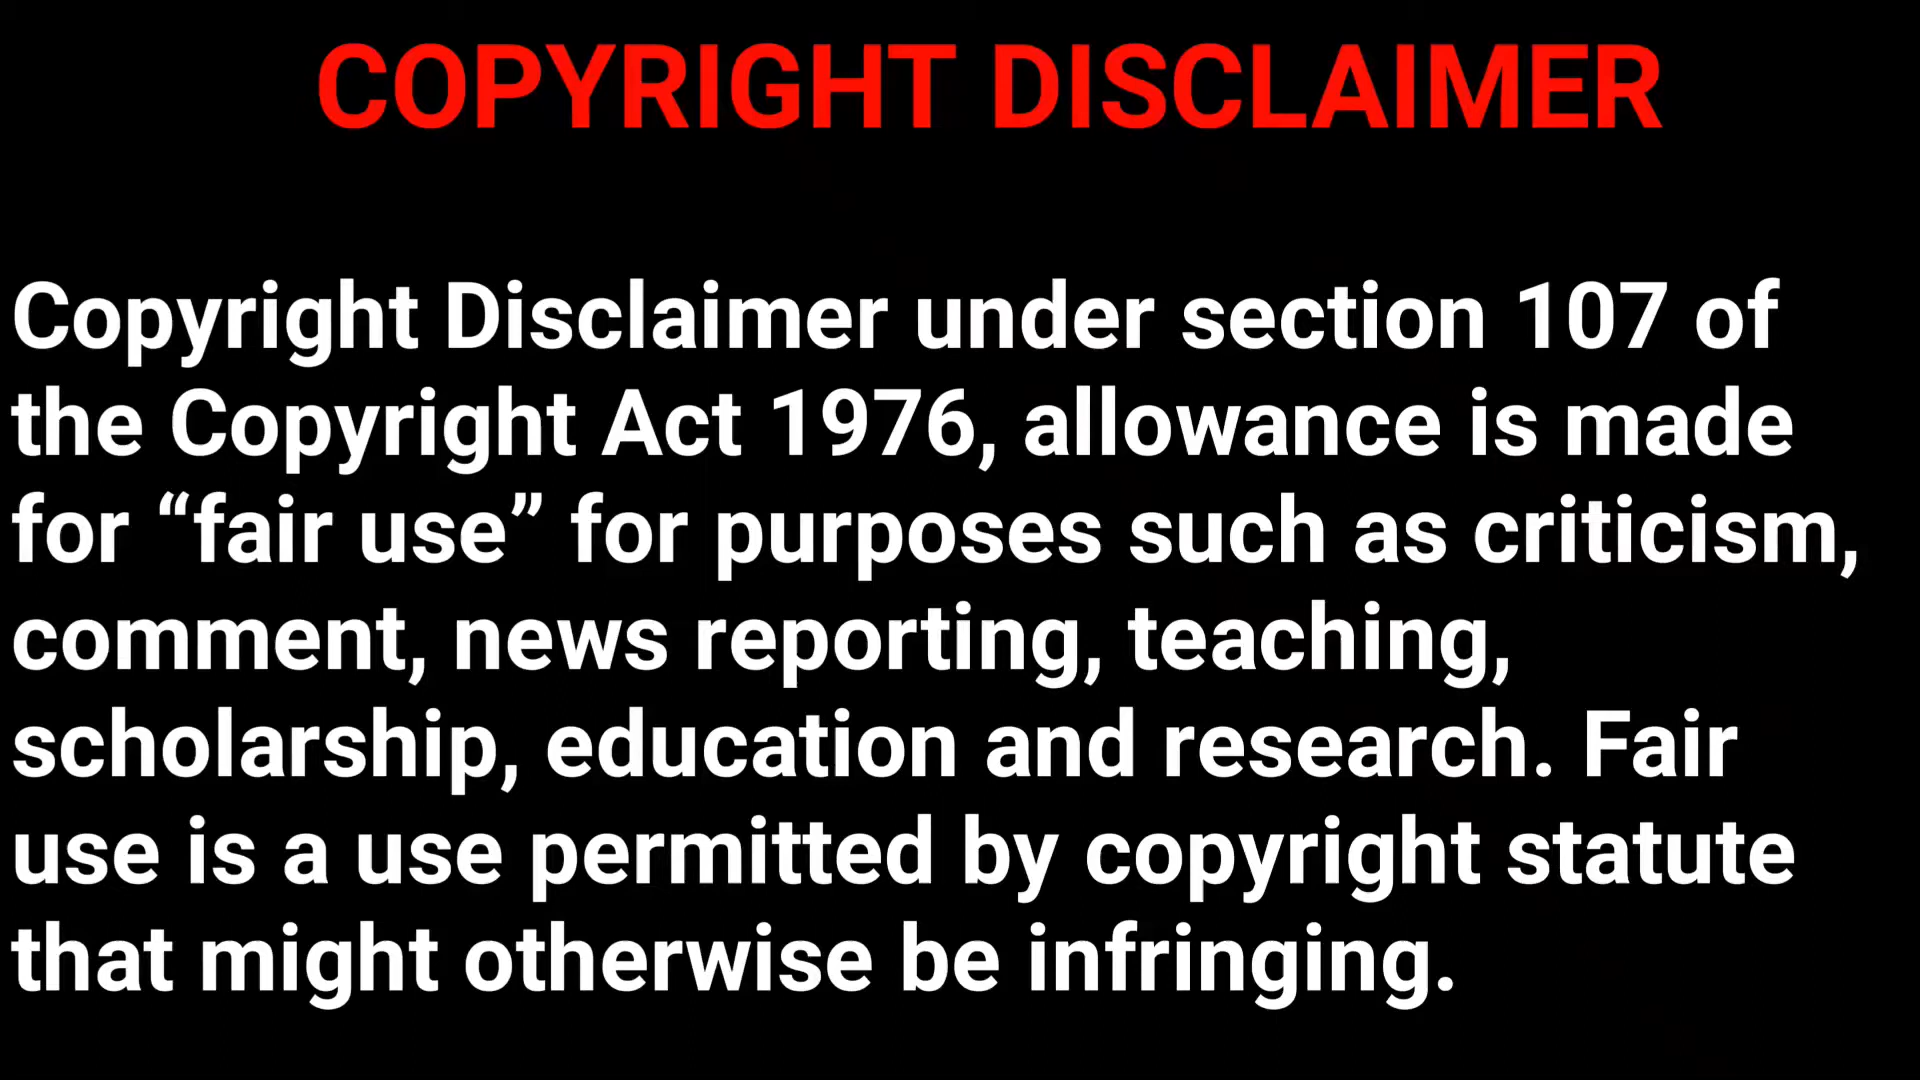 COPYRIGHT DISCLAIMER
Copyright Disclaimer under section 107 of
the Copyright Act 1976, allowance is made
for “fair use” for purposes such as criticism,
comment, news reporting, teaching,
scholarship, education and research. Fair
use is a use permitted by copyright statute
that might otherwise be infringing.